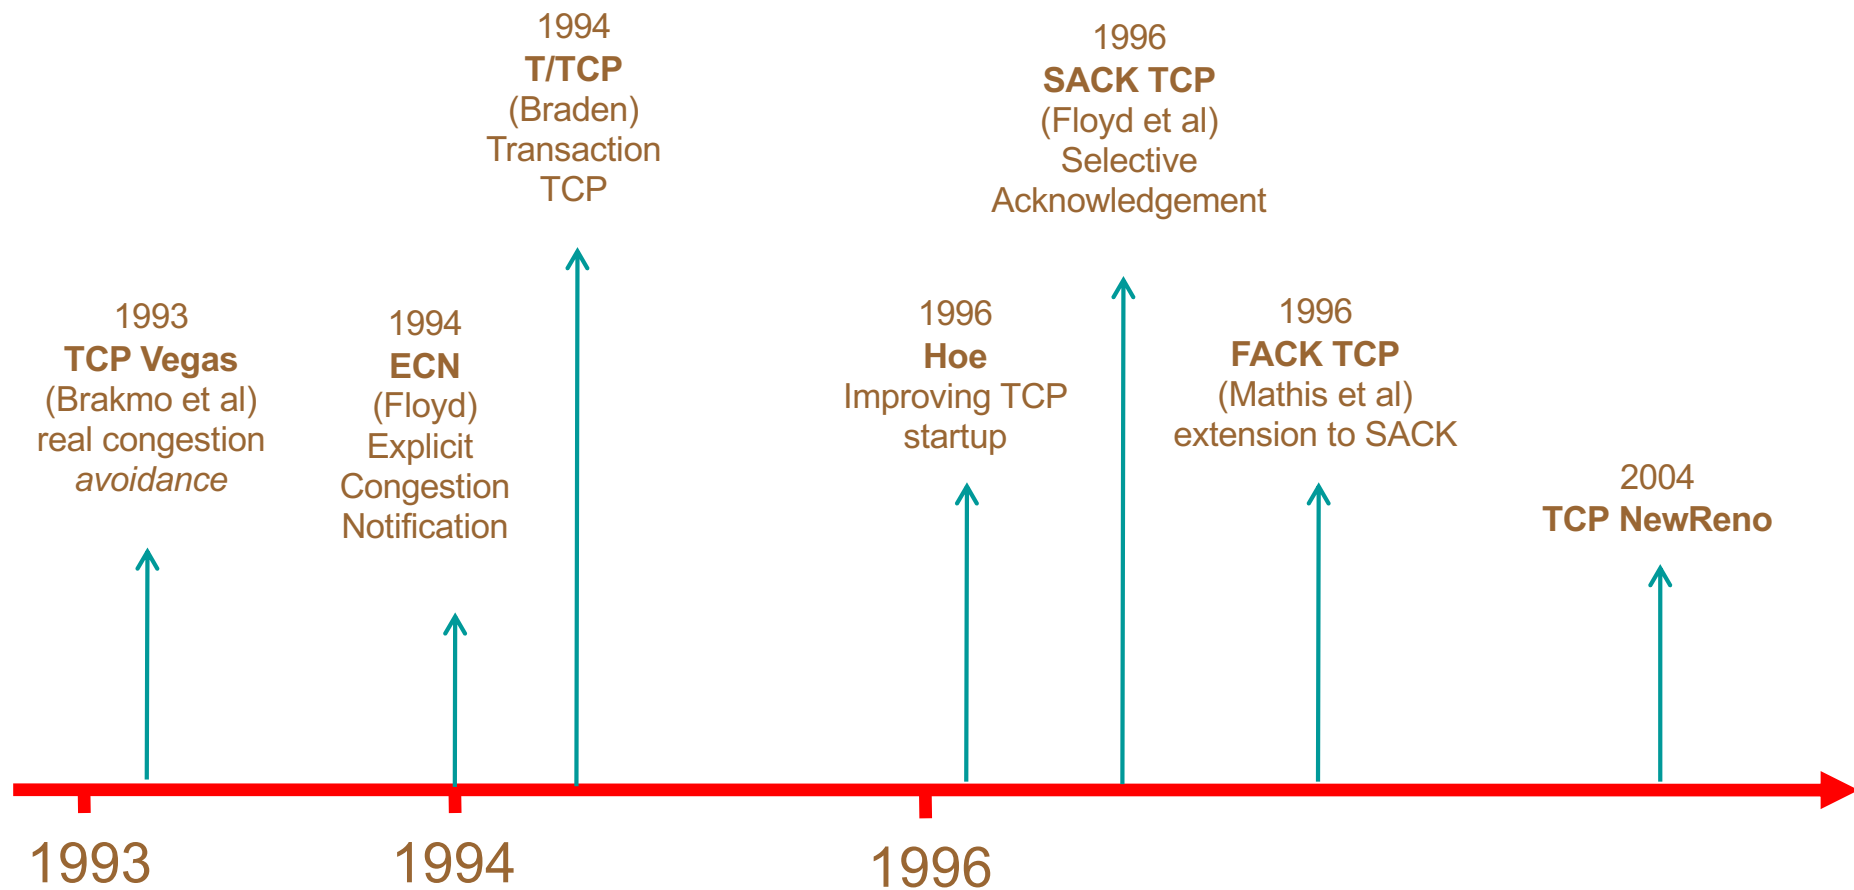 1993
TCP Vegas
(Brakmo et al)
real congestion
avoidance
1994
ECN
(Floyd)
Explicit
Congestion
Notification
1994
T/TCP
(Braden)
Transaction
TCP
1996
Hoe
Improving TCP
startup
1996
SACK TCP
(Floyd et al)
Selective
Acknowledgement
1996
FACK TCP
(Mathis et al)
extension to SACK
2004
TCP NewReno
1993
1994
1996